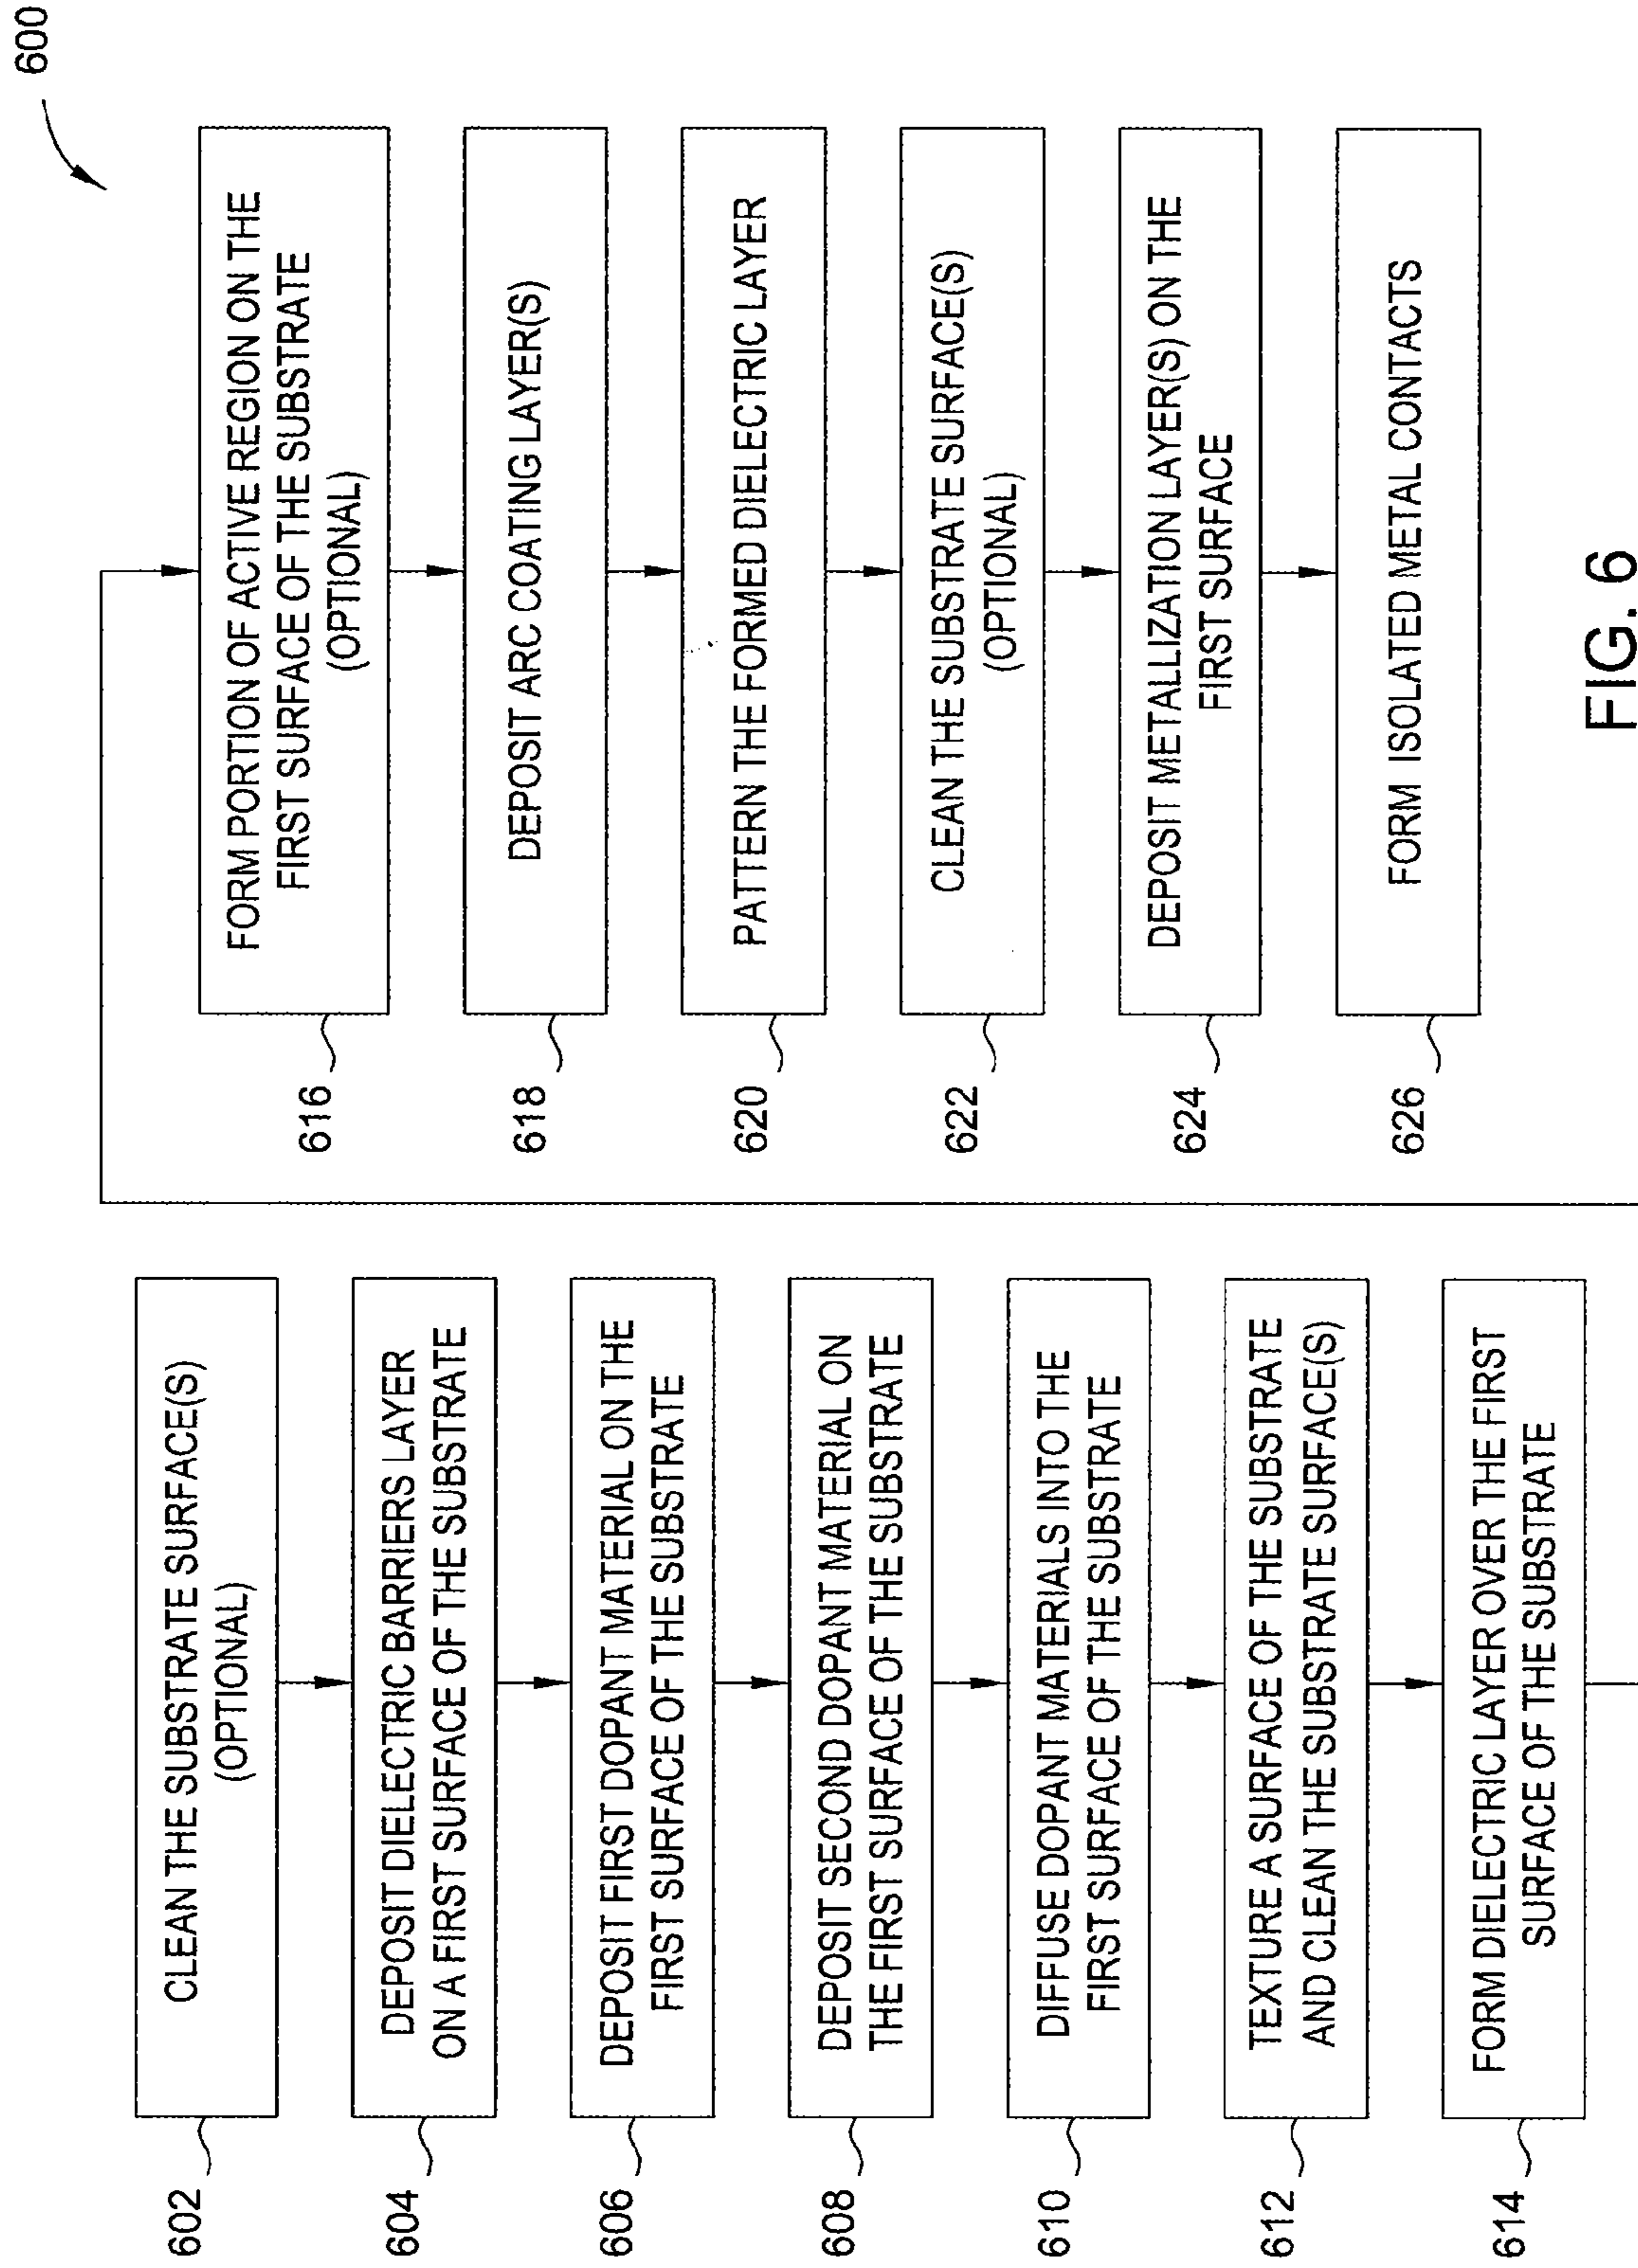 600
602
CLEAN THE SUBSTRATE SURFACE(S)
(OPTIONAL)
604
DEPOSIT DIELECTRIC BARRIERS LAYER
ON A FIRST SURFACE OF THE SUBSTRATE
606
DEPOSIT FIRST DOPANT MATERIAL ON THE
FIRST SURFACE OF THE SUBSTRATE
608
DEPOSIT SECOND DOPANT MATERIAL ON
THE FIRST SURFACE OF THE SUBSTRATE
610
DIFFUSE DOPANT MATERIALS INTO THE
FIRST SURFACE OF THE SUBSTRATE
612
TEXTURE A SURFACE OF THE SUBSTRATE
AND CLEAN THE SUBSTRATE SURFACE(S)
614
FORM DIELECTRIC LAYER OVER THE FIRST
SURFACE OF THE SUBSTRATE
616
FORM PORTION OF ACTIVE REGION ON THE
FIRST SURFACE OF THE SUBSTRATE
(OPTIONAL)
618
DEPOSIT ARC COATING LAYER(S)
620
PATTERN THE FORMED DIELECTRIC LAYER
622
CLEAN THE SUBSTRATE SURFACE(S)
(OPTIONAL)
624
DEPOSIT METALLIZATION LAYER(S) ON THE
FIRST SURFACE
626
FORM ISOLATED METAL CONTACTS
FIG. 6